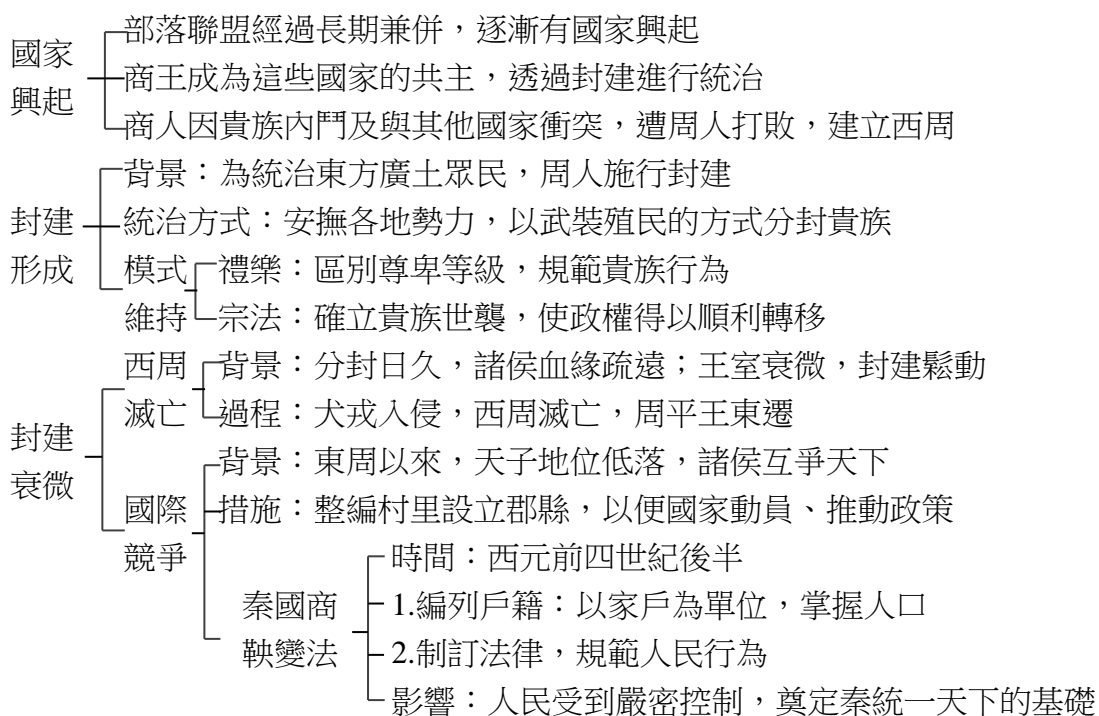 國家
興起
部落聯盟經過長期兼併，逐漸有國家興起
商王成為這些國家的共主，透過封建進行統治
商人因貴族內鬥及與其他國家衝突，遭周人打敗，建立西周
封建
形成
背景：為統治東方廣土眾民，周人施行封建
統治方式：安撫各地勢力，以武裝殖民的方式分封貴族
模式
維持
禮樂：區別尊卑等級，規範貴族行為
宗法：確立貴族世襲，使政權得以順利轉移
封建
衰微
西周
滅亡
背景：分封日久，諸侯血緣疏遠；王室衰微，封建鬆動
過程：犬戎入侵，西周滅亡，周平王東遷
國際
競爭
背景：東周以來，天子地位低落，諸侯互爭天下
措施：整編村里設立郡縣，以便國家動員、推動政策
秦國商
鞅變法
時間：西元前四世紀後半
1.編列戶籍：以家戶為單位，掌握人口
2.制訂法律，規範人民行為
影響：人民受到嚴密控制，奠定秦統一天下的基礎